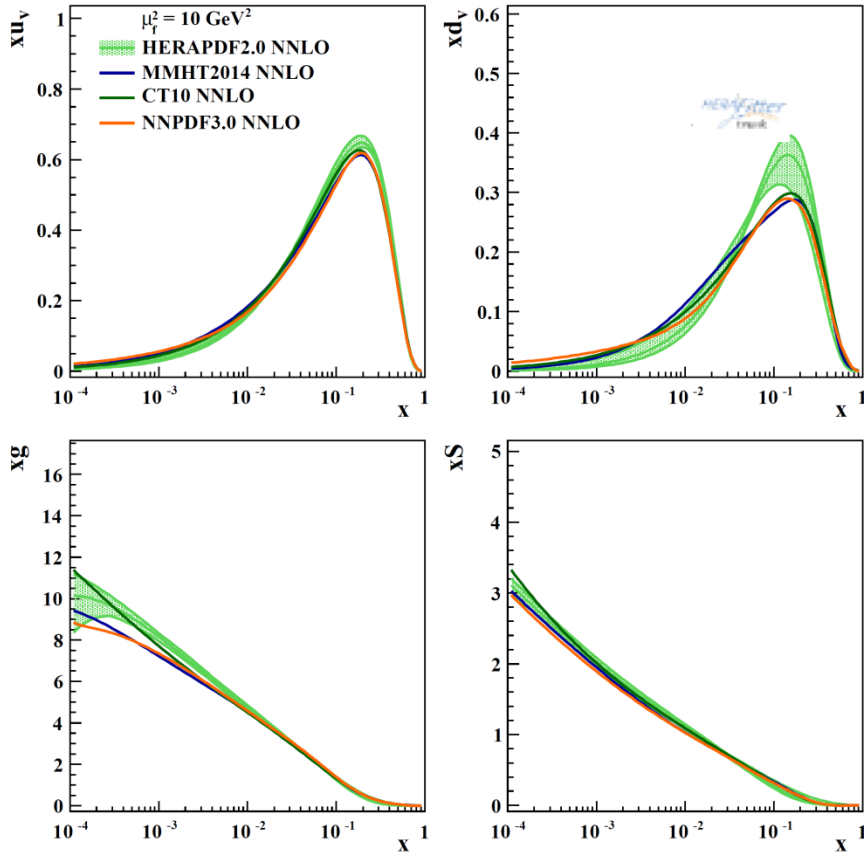 xu_v
1
0.8
0.6
0.4
0.2
0
μ_f² = 10 GeV²
HERAPDF2.0 NNLO
MMHT2014 NNLO
CT10 NNLO
NNPDF3.0 NNLO
10⁻⁴ 10⁻³ 10⁻² 10⁻¹ 1
x
xd_v
0.6
0.5
0.4
0.3
0.2
0.1
0
10⁻⁴ 10⁻³ 10⁻² 10⁻¹ 1
x
xg
16
14
12
10
8
6
4
2
0
10⁻⁴ 10⁻³ 10⁻² 10⁻¹ 1
x
xS
5
4
3
2
1
0
10⁻⁴ 10⁻³ 10⁻² 10⁻¹ 1
x